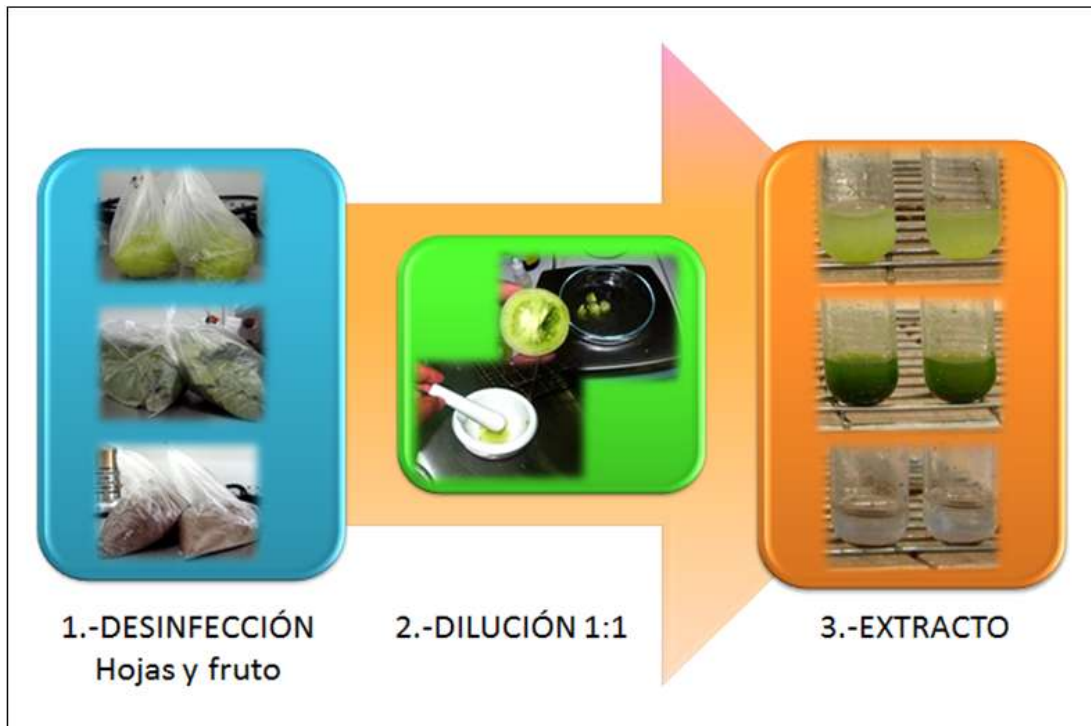 1.-DESINFECCIÓN
Hojas y fruto
2.-DILUCIÓN 1:1
3.-EXTRACTO